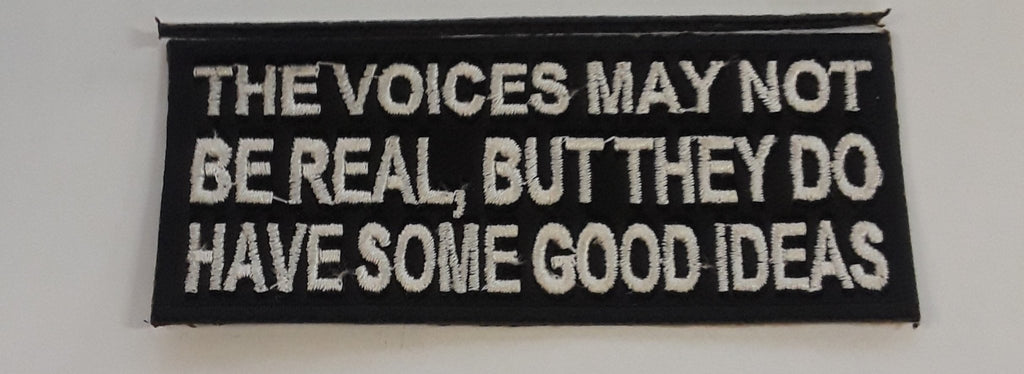 THE VOICES MAY NOT
BE REAL, BUT THEY DO
HAVE SOME GOOD IDEAS